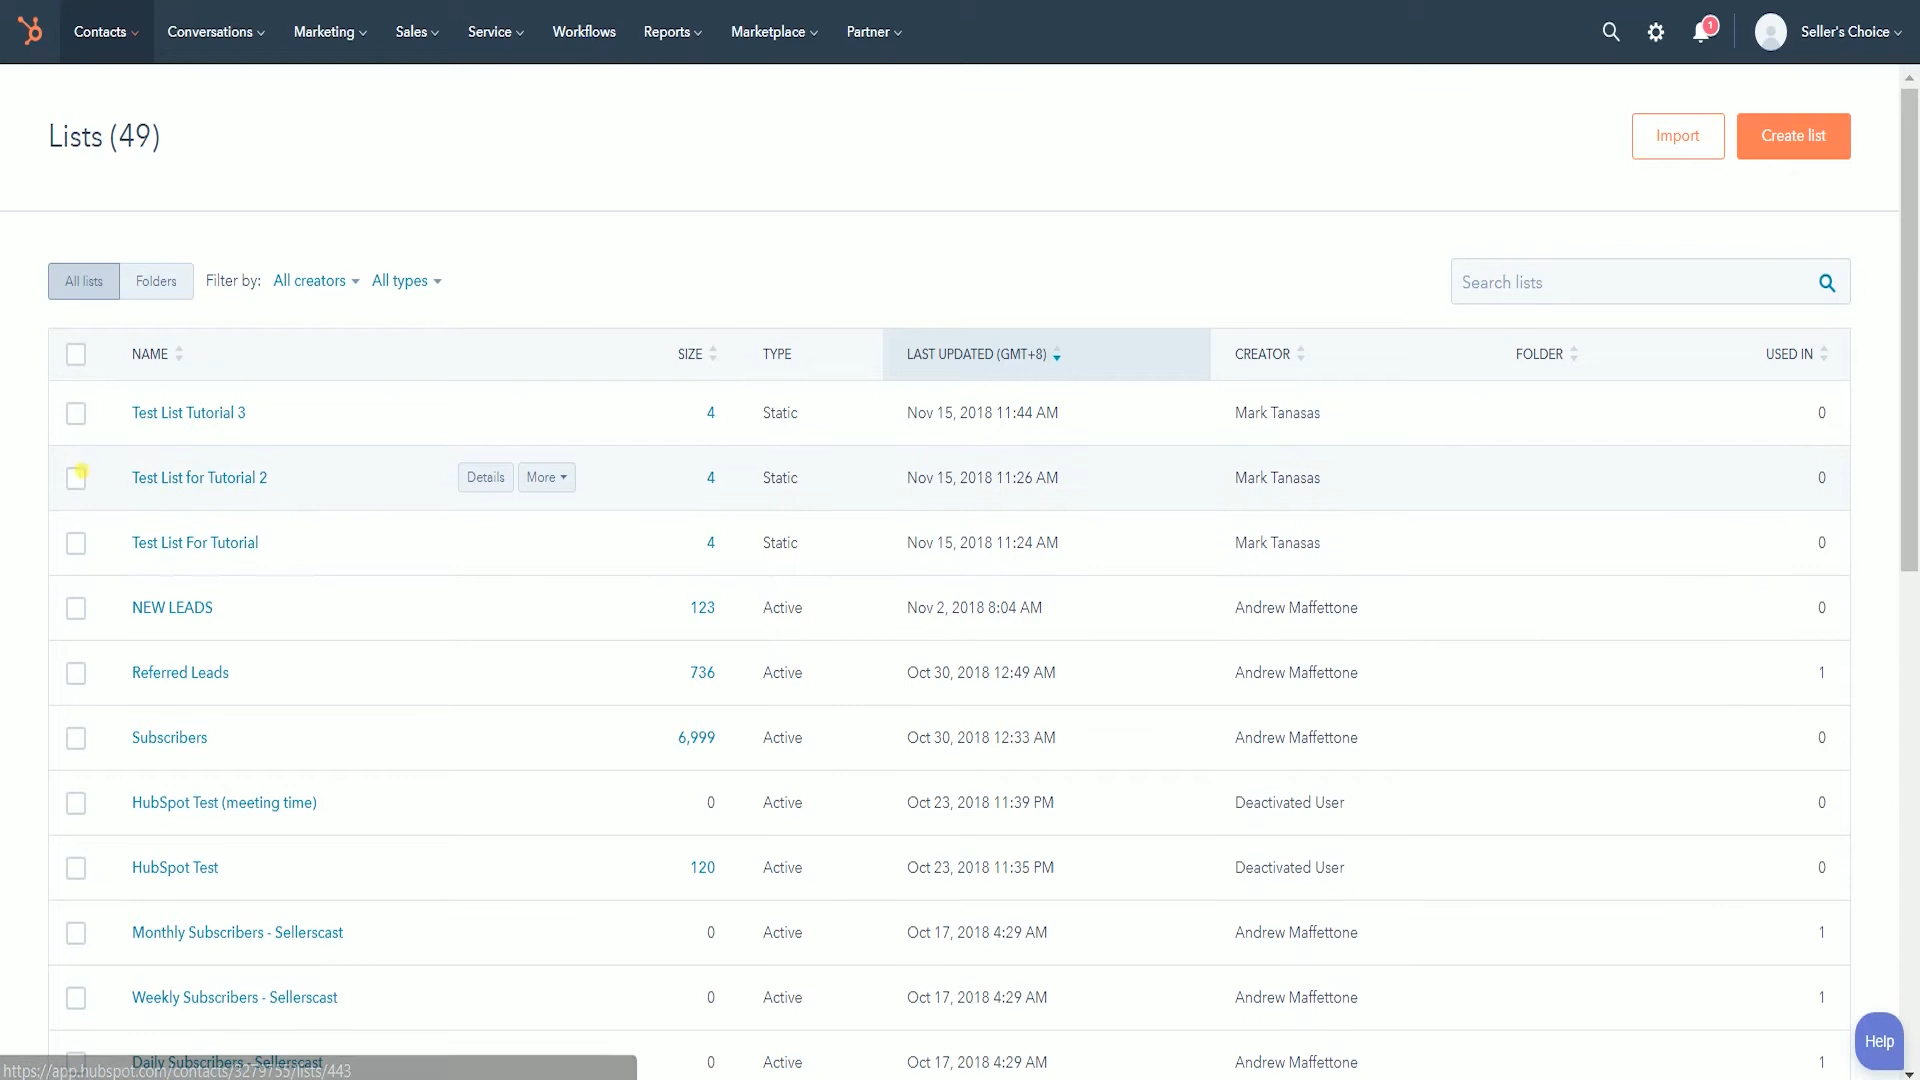 Contacts Conversations Marketing Sales Service Workflows Reports Marketplace Partner 1 Seller's Choice
Lists (49)
Import Create list
All lists Folders Filter by: All creators All types Search lists
NAME SIZE TYPE LAST UPDATED (GMT+8) CREATOR FOLDER USED IN
Test List Tutorial 3 4 Static Nov 15, 2018 11:44 AM Mark Tanasas 0
Test List for Tutorial 2 Details More 4 Static Nov 15, 2018 11:26 AM Mark Tanasas 0
Test List For Tutorial 4 Static Nov 15, 2018 11:24 AM Mark Tanasas 0
NEW LEADS 123 Active Nov 2, 2018 8:04 AM Andrew Maffettone 0
Referred Leads 736 Active Oct 30, 2018 12:49 AM Andrew Maffettone 1
Subscribers 6,999 Active Oct 30, 2018 12:33 AM Andrew Maffettone 0
HubSpot Test (meeting time) 0 Active Oct 23, 2018 11:39 PM Deactivated User 0
HubSpot Test 120 Active Oct 23, 2018 11:35 PM Deactivated User 0
Monthly Subscribers - Sellerscast 0 Active Oct 17, 2018 4:29 AM Andrew Maffettone 1
Weekly Subscribers - Sellerscast 0 Active Oct 17, 2018 4:29 AM Andrew Maffettone 1
Help
Daily Subscribers - Sellerscast 0 Active Oct 17, 2018 4:29 AM Andrew Maffettone 1
https://app.hubspot.com/contacts/3279755/lists/443